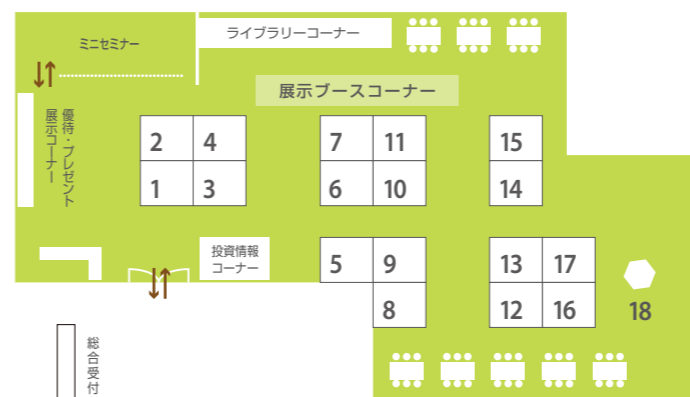 ミニセミナー
ライブラリーコーナー
展示ブースコーナー
優待・プレゼント
展示コーナー
2
4
7
11
15
1
3
6
10
14
投資情報
コーナー
5
9
13
17
8
12
16
18
総合受付